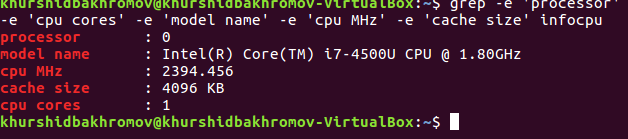 khurshidbakhromov@khurshidbakhromov-VirtualBox:~$ grep -e 'processor'
-e 'cpu cores' -e 'model name' -e 'cpu MHz' -e 'cache size' infocpu
processor : 0
model name : Intel(R) Core(TM) i7-4500U CPU @ 1.80GHz
cpu MHz : 2394.456
cache size : 4096 KB
cpu cores : 1
khurshidbakhromov@khurshidbakhromov-VirtualBox:~$